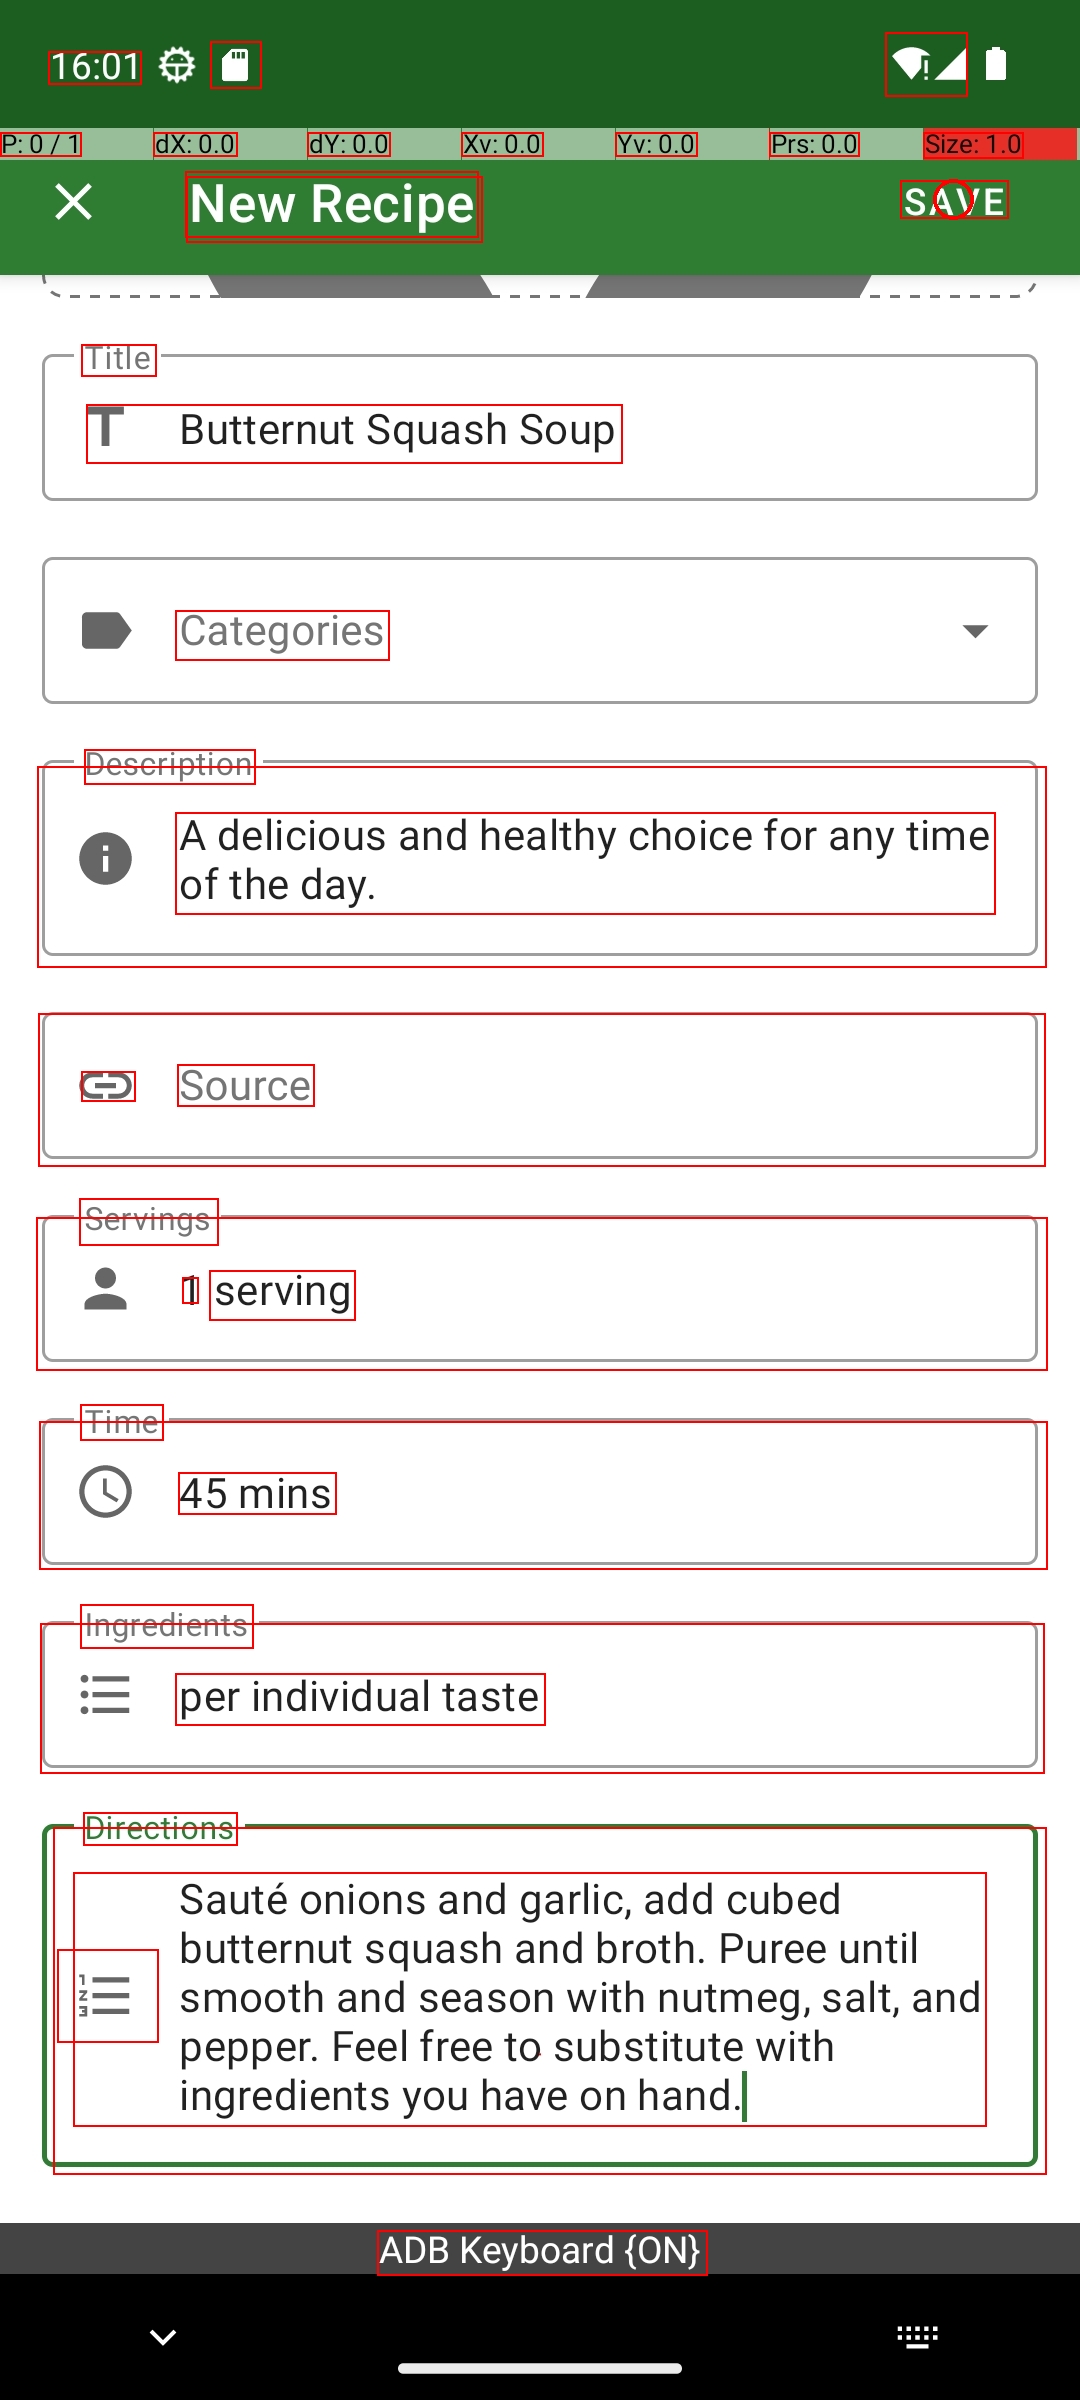 16:01
P: 0 / 1 dX: 0.0 dY: 0.0 Xv: 0.0 Yv: 0.0 Prs: 0.0 Size: 1.0
New Recipe SAVE
Title
Butternut Squash Soup
Categories
Description
A delicious and healthy choice for any time
of the day.
Source
Servings
1 serving
Time
45 mins
Ingredients
per individual taste
Directions
Sauté onions and garlic, add cubed
butternut squash and broth. Puree until
smooth and season with nutmeg, salt, and
pepper. Feel free to substitute with
ingredients you have on hand.
ADB Keyboard {ON}